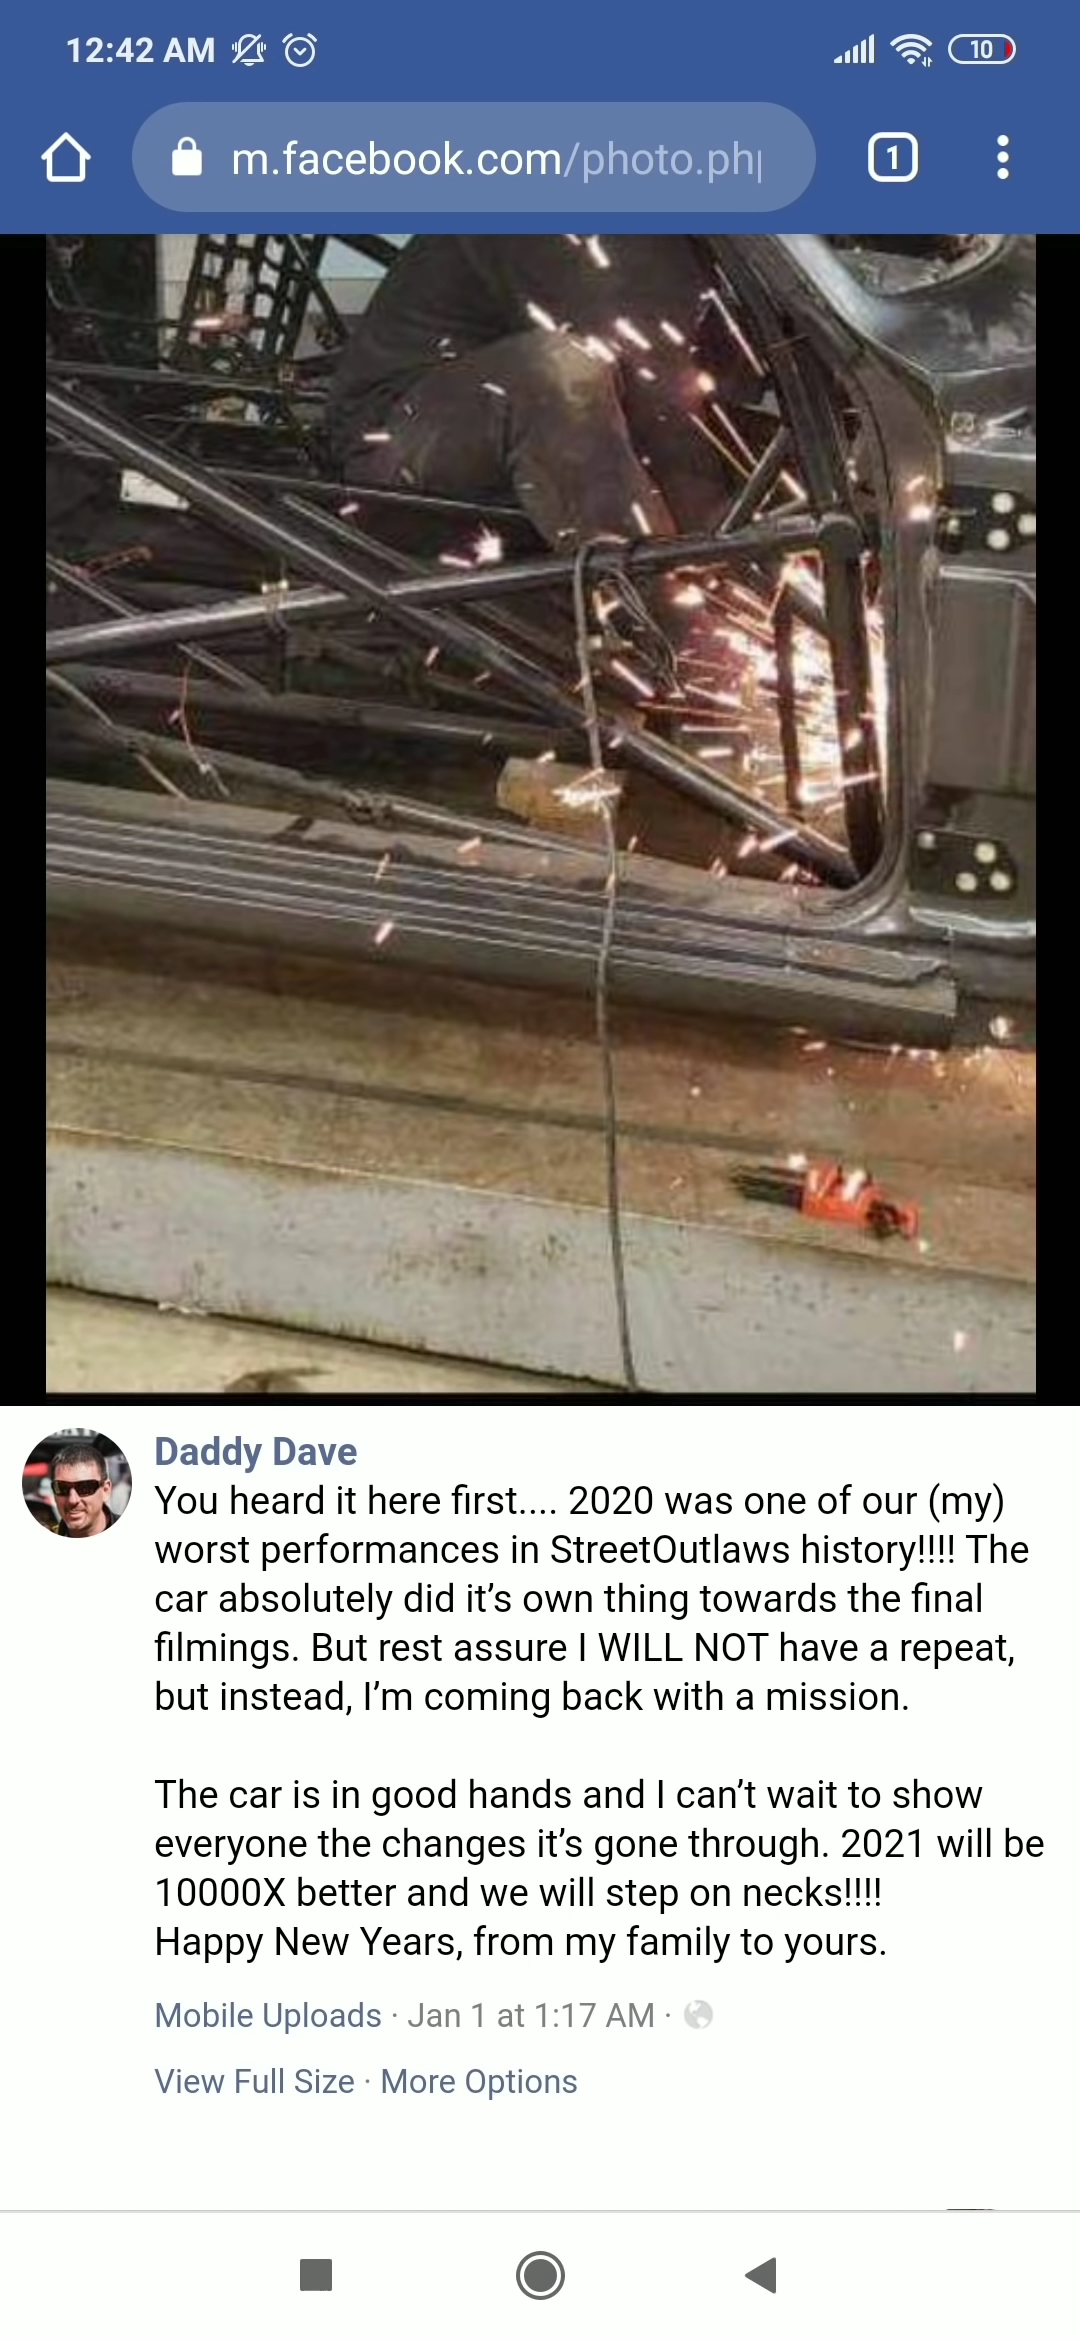 12:42 AM 10
m.facebook.com/photo.ph 1
Daddy Dave
You heard it here first.... 2020 was one of our (my)
worst performances in StreetOutlaws history!!!! The
car absolutely did it's own thing towards the final
filmings. But rest assure I WILL NOT have a repeat,
but instead, I'm coming back with a mission.
The car is in good hands and I can't wait to show
everyone the changes it's gone through. 2021 will be
10000X better and we will step on necks!!!!
Happy New Years, from my family to yours.
Mobile Uploads · Jan 1 at 1:17 AM ·
View Full Size · More Options